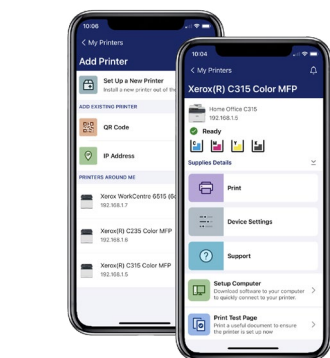 10:06
< My Printers
Add Printer
Set Up a New Printer
Install a new printer out of the
ADD EXISTING PRINTER
QR Code
IP Address
PRINTERS AROUND ME
Xerox WorkCentre 6515 (6c
192.168.1.7
Xerox(R) C235 Color MFP
192.168.1.6
Xerox(R) C315 Color MFP
192.168.1.5
10:04
< My Printers
Xerox(R) C315 Color MFP
Home Office C315
192.168.1.5
Ready
C M Y K
Supplies Details
Print
Device Settings
Support
Setup Computer
Download software to your computer
to quickly connect to your printer.
Print Test Page
Print a useful document to ensure
the printer is set up now